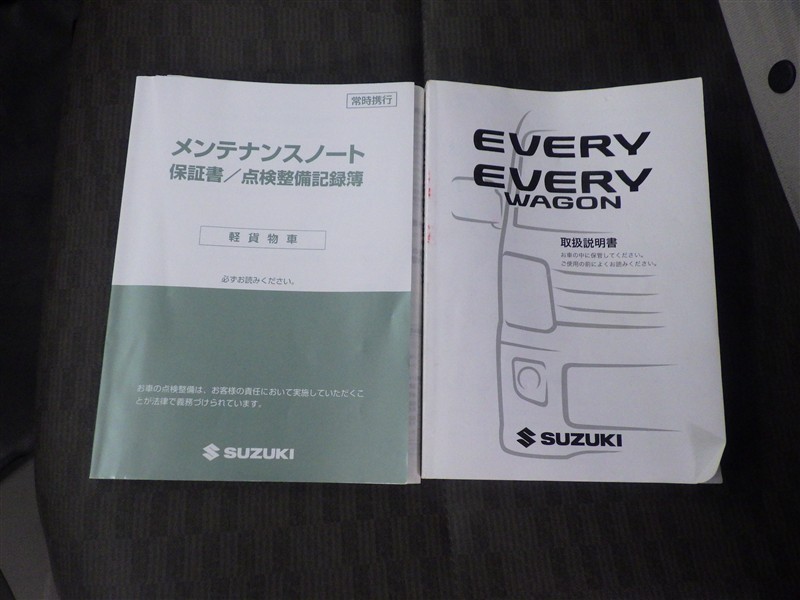 常時携行
メンテナンスノート
保証書／点検整備記録簿
軽貨物車
必ずお読みください。
お車の点検整備は、お客様の責任において実施していただくこ
とが法律で義務づけられています。
SUZUKI
EVERY
EVERY
WAGON
取扱説明書
お車の中に保管してください。
ご使用の前によくお読みください。
SUZUKI